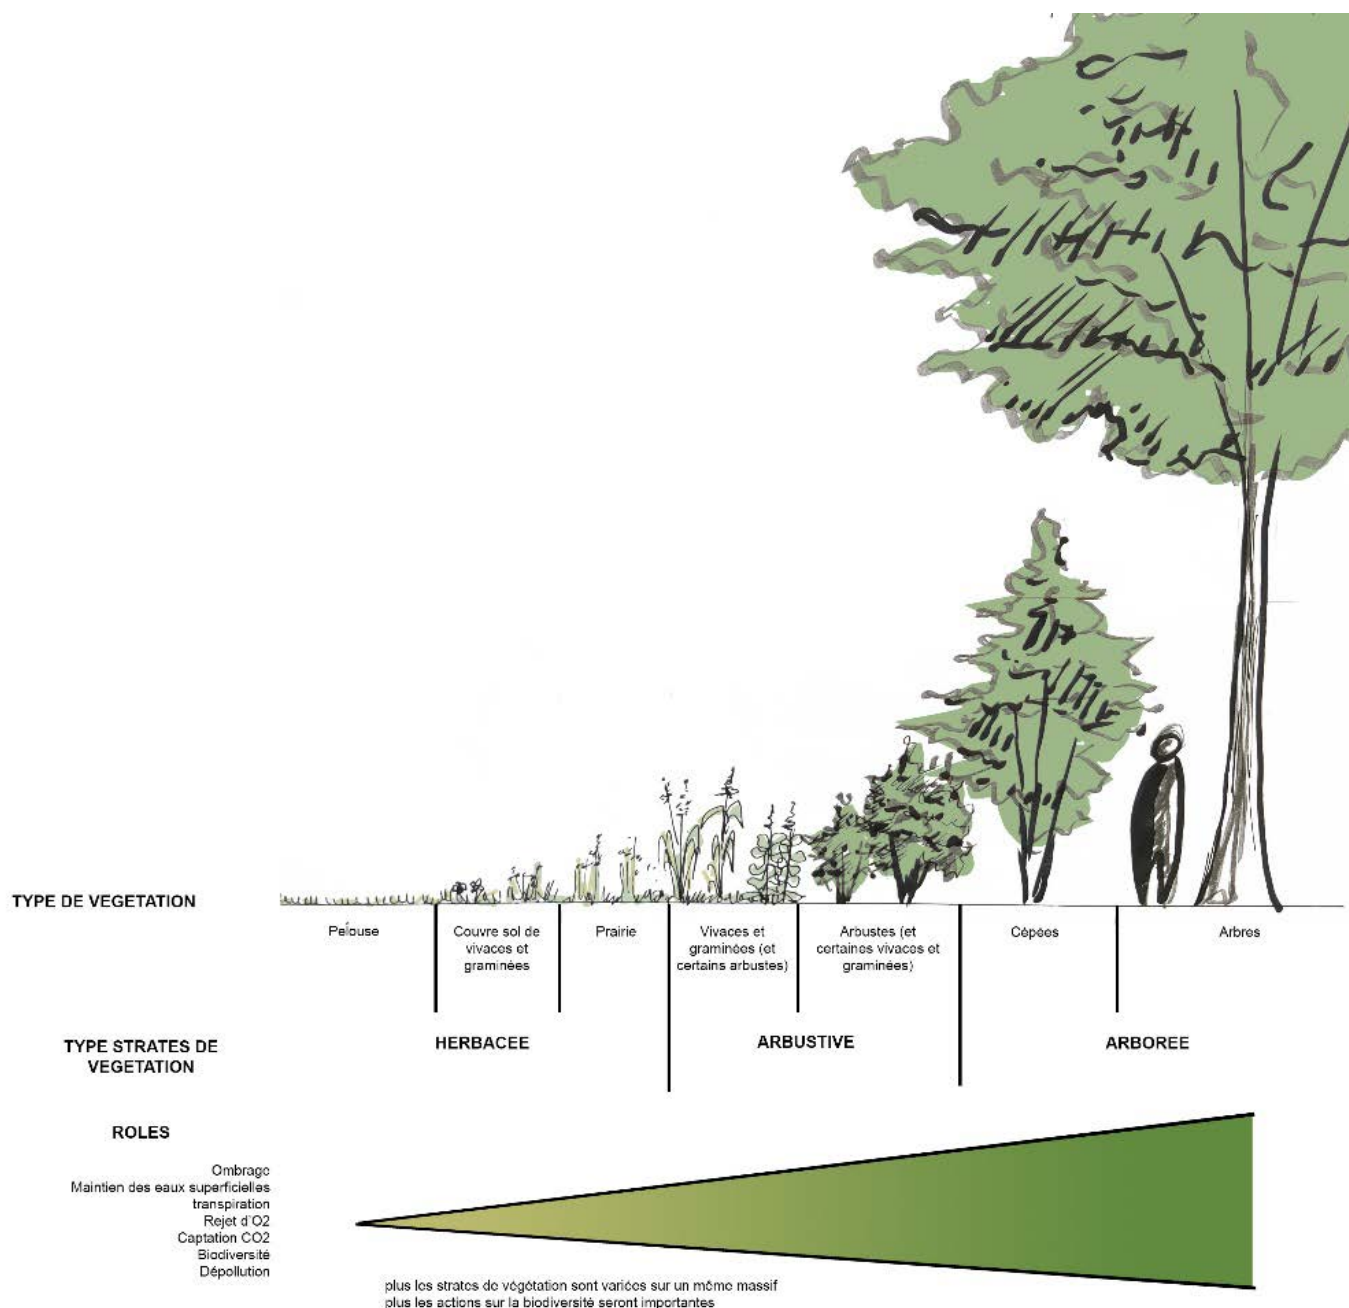 TYPE DE VEGETATION
Pelouse
Couvre sol de
vivaces et
graminées
Prairie
Vivaces et
graminées (et
certains arbustes)
Arbustes (et
certaines vivaces et
graminées)
Cépées
Arbres
TYPE STRATES DE
VEGETATION
HERBACEE
ARBUSTIVE
ARBOREE
ROLES
Ombrage
Maintien des eaux superficielles
transpiration
Rejet d'O2
Captation CO2
Biodiversité
Dépollution
plus les strates de végétation sont variées sur un même massif
plus les actions sur la biodiversité seront importantes